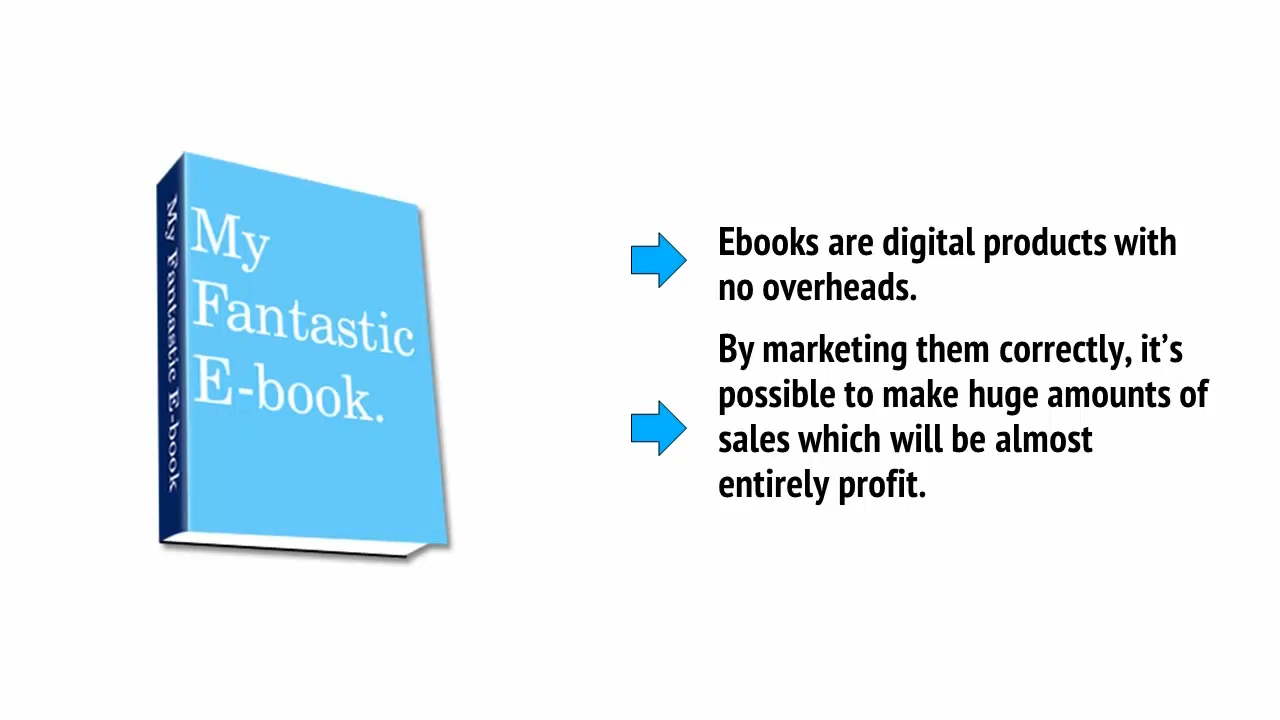 My Fantastic E-book
My
Fantastic
E-book.
Ebooks are digital products with
no overheads.
By marketing them correctly, it's
possible to make huge amounts of
sales which will be almost
entirely profit.